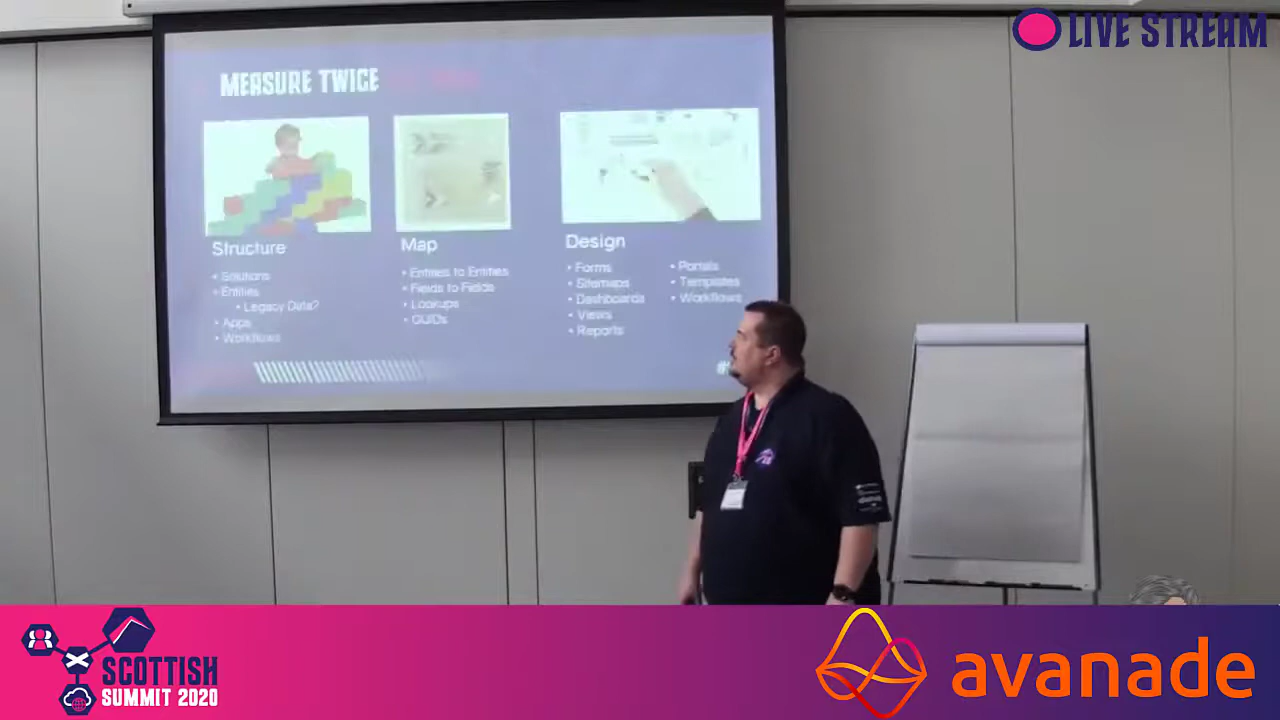 LIVE STREAM
MEASURE TWICE
Structure
• Solutions
• Entities
• Legacy Data?
• Apps
• Workflows
Map
• Entities to Entities
• Fields to Fields
• Lookups
• GUIDs
Design
• Forms
• Sitemaps
• Dashboards
• Views
• Reports
• Portals
• Templates
• Workflows
SCOTTISH
SUMMIT 2020
avanade